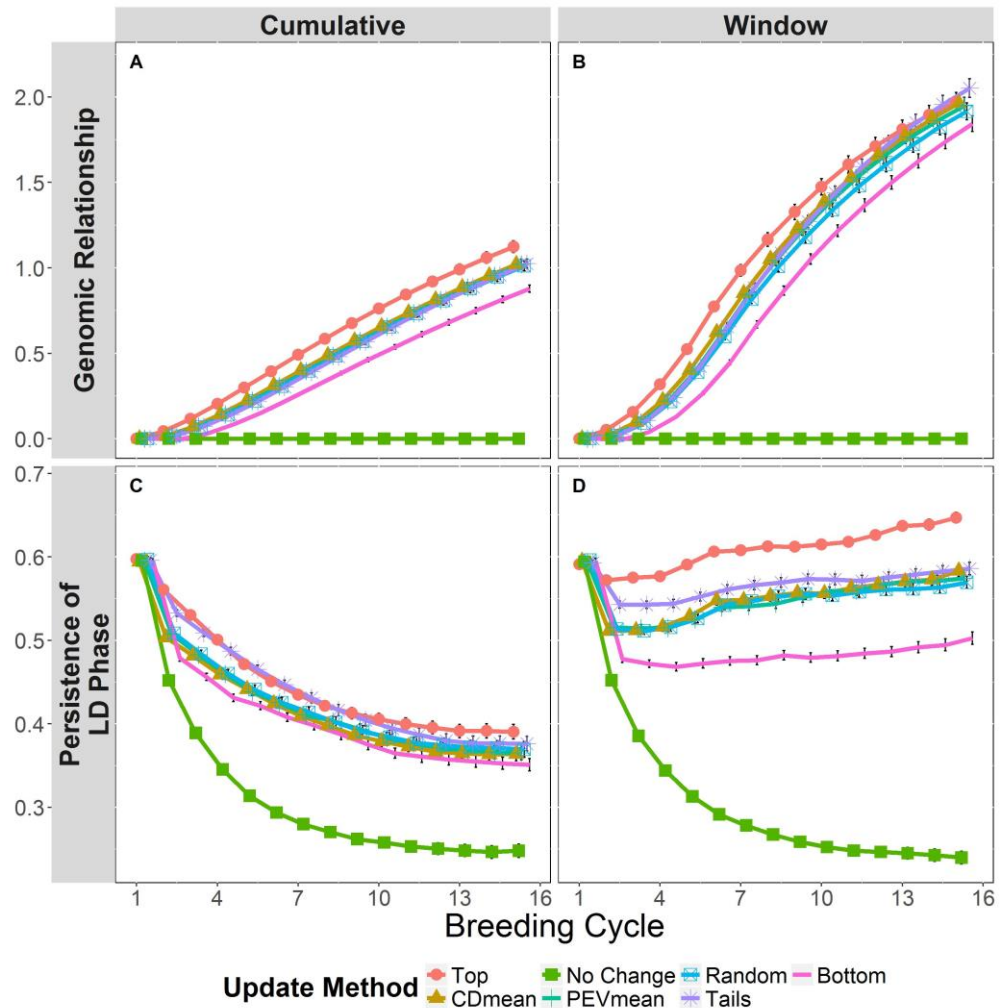 Cumulative
Window
Genomic Relationship
A
B
2.0
1.5
1.0
0.5
0.0
Persistence of
LD Phase
C
D
0.7
0.6
0.5
0.4
0.3
1 4 7 10 13 16
1 4 7 10 13 16
Breeding Cycle
Update Method
Top No Change Random Bottom
CDmean PEVmean Tails